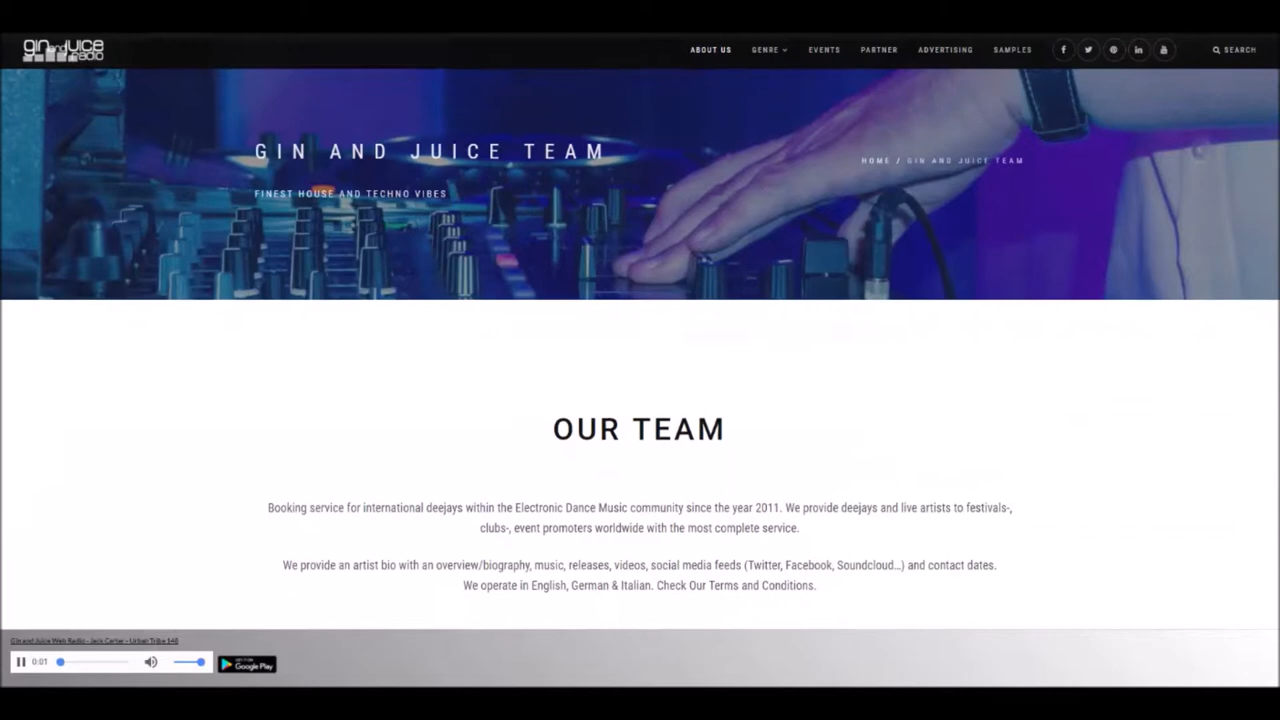 gin and juice radio
ABOUT US GENRE EVENTS PARTNER ADVERTISING SAMPLES SEARCH
GIN AND JUICE TEAM
HOME / GIN AND JUICE TEAM
FINEST HOUSE AND TECHNO VIBES
OUR TEAM
Booking service for international deejays within the Electronic Dance Music community since the year 2011. We provide deejays and live artists to festivals-,
clubs-, event promoters worldwide with the most complete service.
We provide an artist bio with an overview/biography, music, releases, videos, social media feeds (Twitter, Facebook, Soundcloud...) and contact dates.
We operate in English, German & Italian. Check Our Terms and Conditions.
Gin and Juice Web Radio - Jack Carter - Urban Tribe 140
0:01
GET IT ON
Google Play